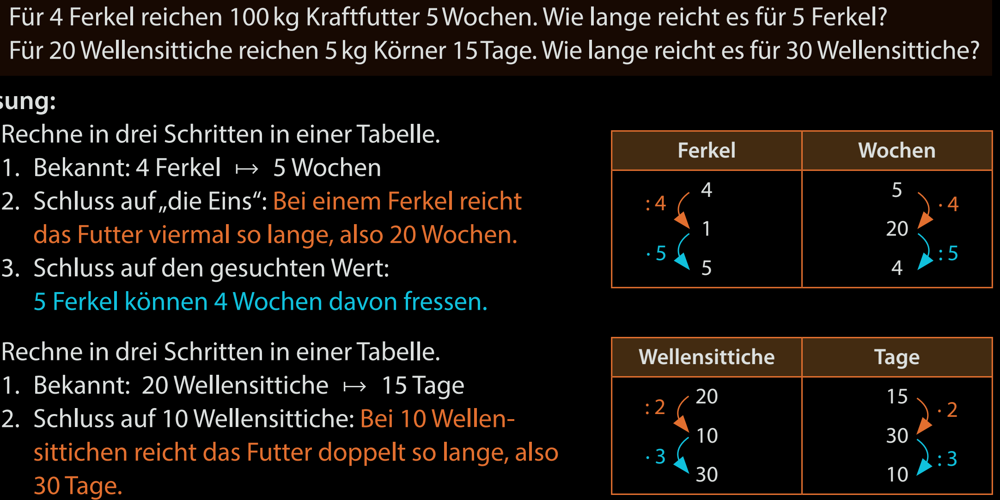 Für 4 Ferkel reichen 100 kg Kraftfutter 5 Wochen. Wie lange reicht es für 5 Ferkel?
Für 20 Wellensittiche reichen 5 kg Körner 15 Tage. Wie lange reicht es für 30 Wellensittiche?
sung:
Rechne in drei Schritten in einer Tabelle.
1. Bekannt: 4 Ferkel ↦ 5 Wochen
2. Schluss auf „die Eins“: Bei einem Ferkel reicht
das Futter viermal so lange, also 20 Wochen.
3. Schluss auf den gesuchten Wert:
5 Ferkel können 4 Wochen davon fressen.
Ferkel Wochen
4 5
: 4 · 4
1 20
· 5 : 5
5 4
Rechne in drei Schritten in einer Tabelle.
1. Bekannt: 20 Wellensittiche ↦ 15 Tage
2. Schluss auf 10 Wellensittiche: Bei 10 Wellen-
sittichen reicht das Futter doppelt so lange, also
30 Tage.
Wellensittiche Tage
20 15
: 2 · 2
10 30
· 3 : 3
30 10